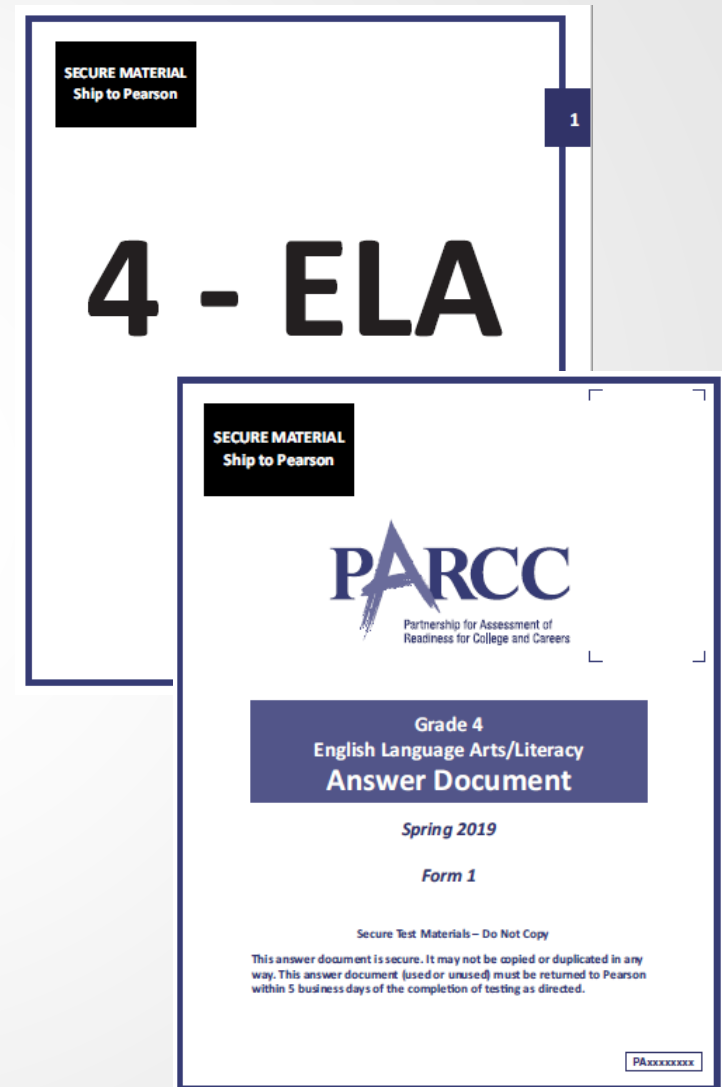 SECURE MATERIAL
Ship to Pearson
1
4 - ELA
SECURE MATERIAL
Ship to Pearson
PARCC
Partnership for Assessment of
Readiness for College and Careers
Grade 4
English Language Arts/Literacy
Answer Document
Spring 2019
Form 1
Secure Test Materials – Do Not Copy
This answer document is secure. It may not be copied or duplicated in any
way. This answer document (used or unused) must be returned to Pearson
within 5 business days of the completion of testing as directed.
PAxxxxxxxx